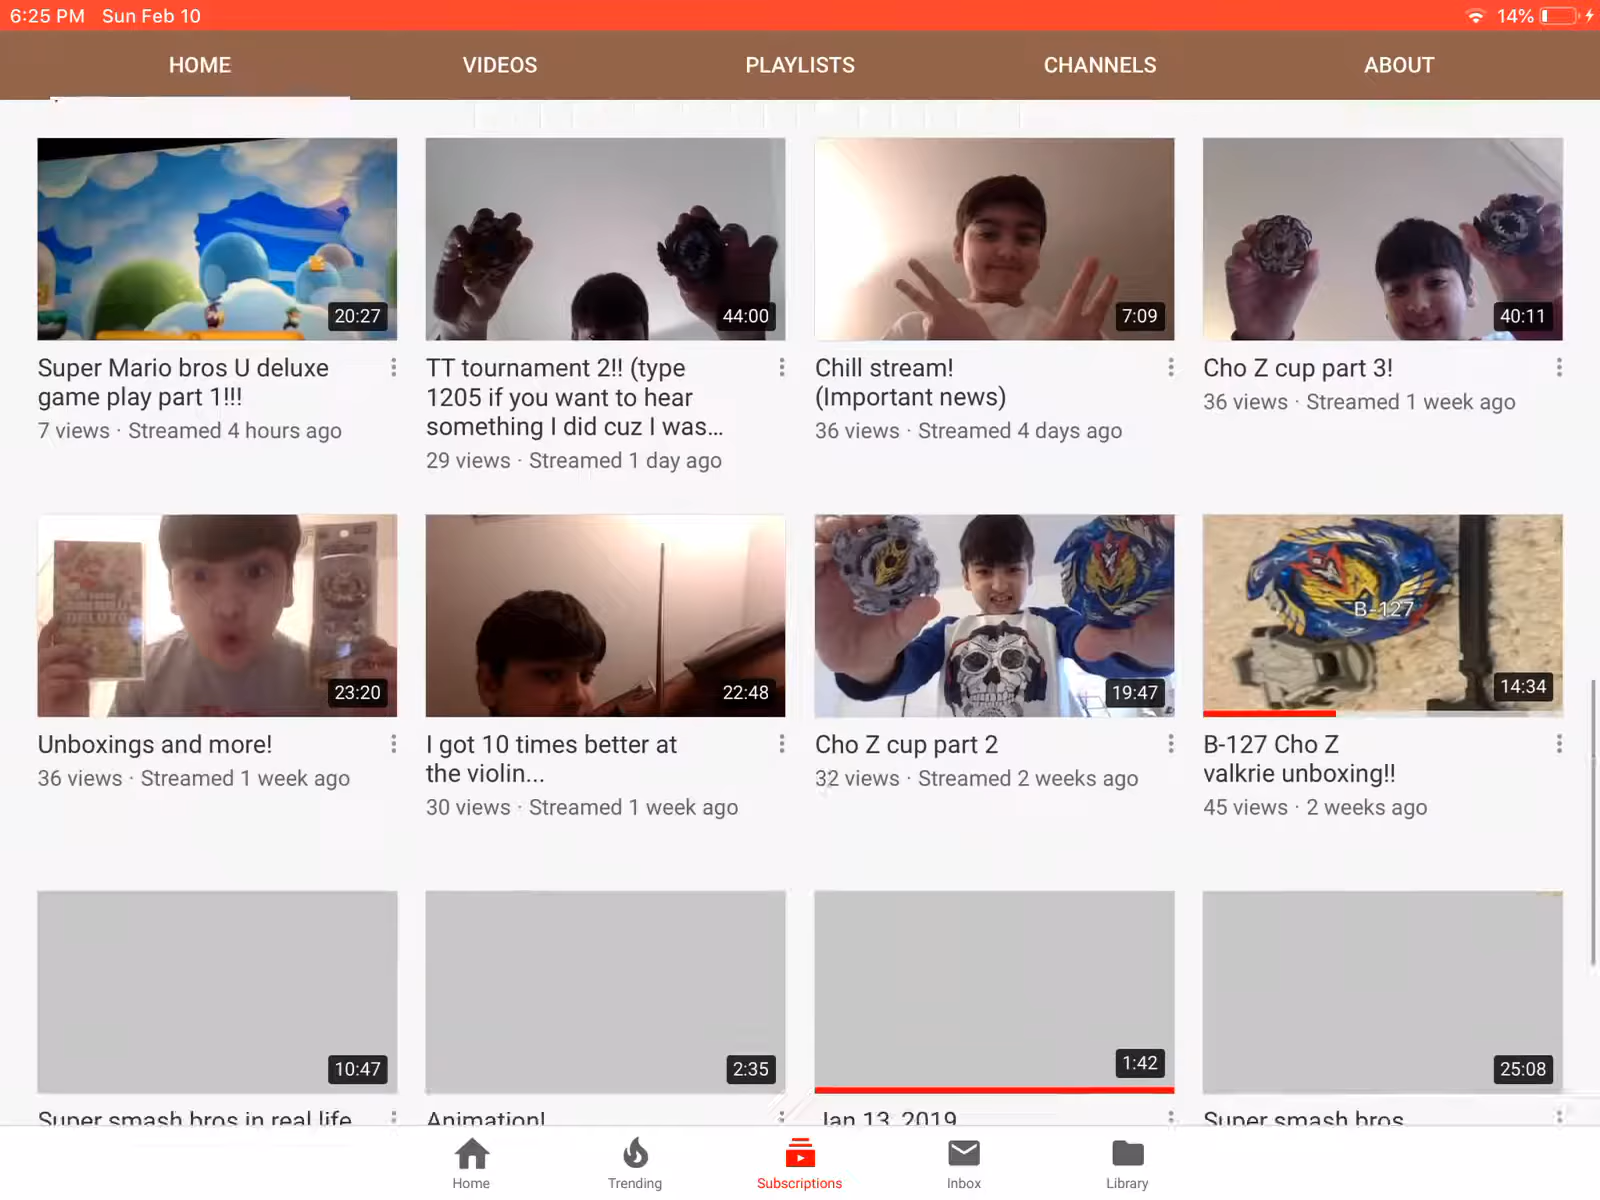 6:25 PM Sun Feb 10 14%
HOME VIDEOS PLAYLISTS CHANNELS ABOUT
20:27
44:00
7:09
40:11
Super Mario bros U deluxe
game play part 1!!!
7 views · Streamed 4 hours ago
TT tournament 2!! (type
1205 if you want to hear
something I did cuz I was...
29 views · Streamed 1 day ago
Chill stream!
(Important news)
36 views · Streamed 4 days ago
Cho Z cup part 3!
36 views · Streamed 1 week ago
23:20
22:48
19:47
B-127
14:34
Unboxings and more!
36 views · Streamed 1 week ago
I got 10 times better at
the violin...
30 views · Streamed 1 week ago
Cho Z cup part 2
32 views · Streamed 2 weeks ago
B-127 Cho Z
valkrie unboxing!!
45 views · 2 weeks ago
10:47
2:35
1:42
25:08
Super smash bros in real life
Animation!
Jan 13, 2019
Super smash bros
Home Trending Subscriptions Inbox Library